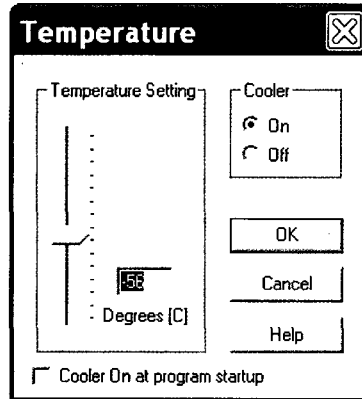 Temperature
Temperature Setting
Cooler
On
Off
OK
Cancel
Degrees [C]
Help
Cooler On at program startup